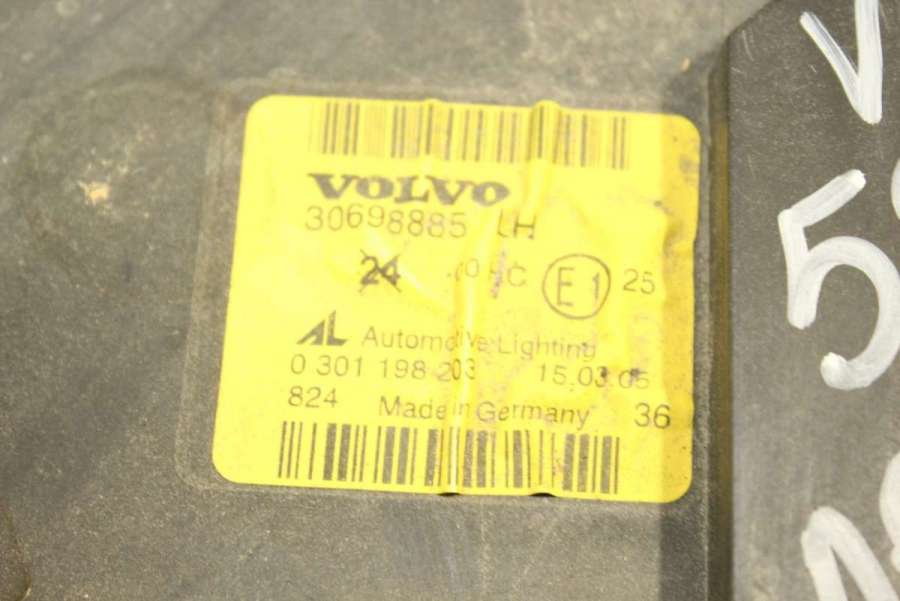 VOLVO
30698885 LH
24 E1 25
AL Automotive Lighting
0 301 198 203 15.03.05
824 Made in Germany 36
V
5